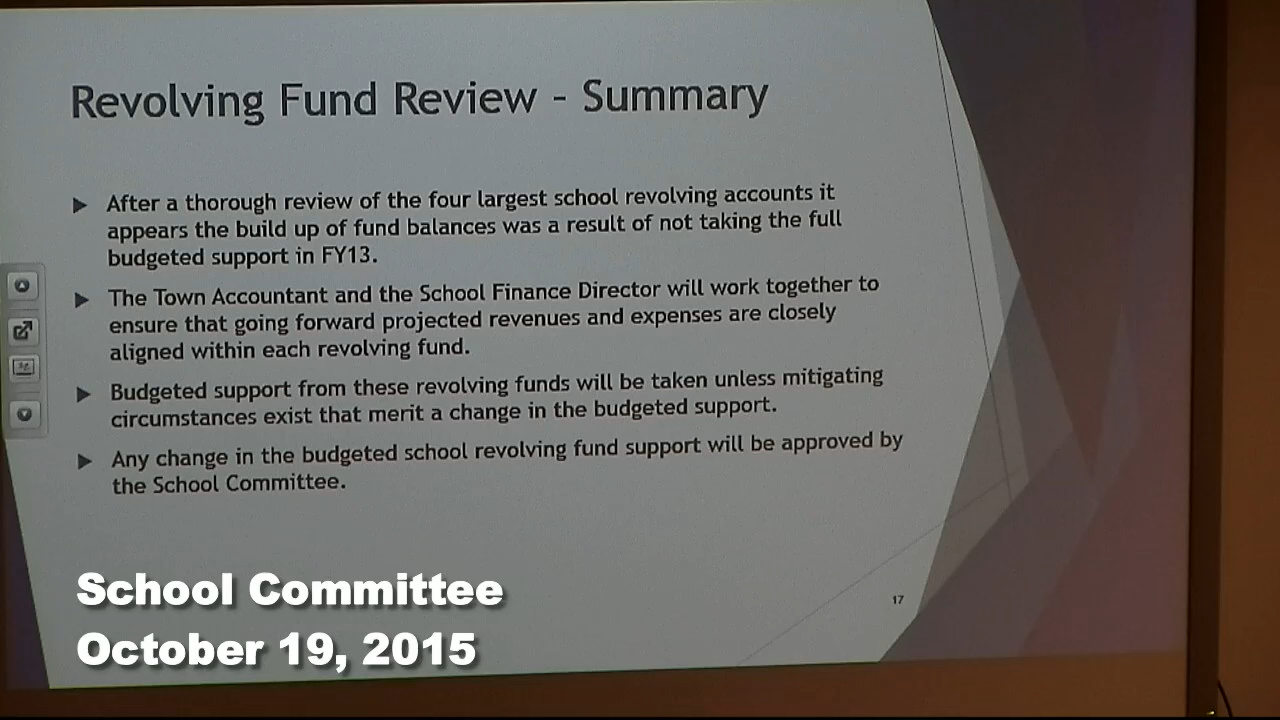 Revolving Fund Review - Summary
After a thorough review of the four largest school revolving accounts it
appears the build up of fund balances was a result of not taking the full
budgeted support in FY13.
The Town Accountant and the School Finance Director will work together to
ensure that going forward projected revenues and expenses are closely
aligned within each revolving fund.
Budgeted support from these revolving funds will be taken unless mitigating
circumstances exist that merit a change in the budgeted support.
Any change in the budgeted school revolving fund support will be approved by
the School Committee.
17
School Committee
October 19, 2015